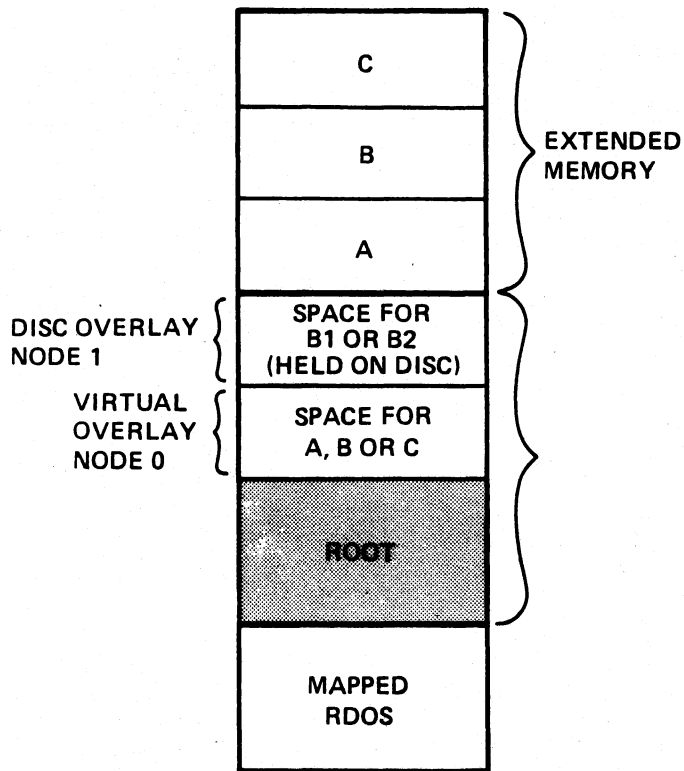 C
B
EXTENDED
MEMORY
A
DISC OVERLAY
NODE 1
SPACE FOR
B1 OR B2
(HELD ON DISC)
VIRTUAL
OVERLAY
NODE 0
SPACE FOR
A, B OR C
ROOT
MAPPED
RDOS